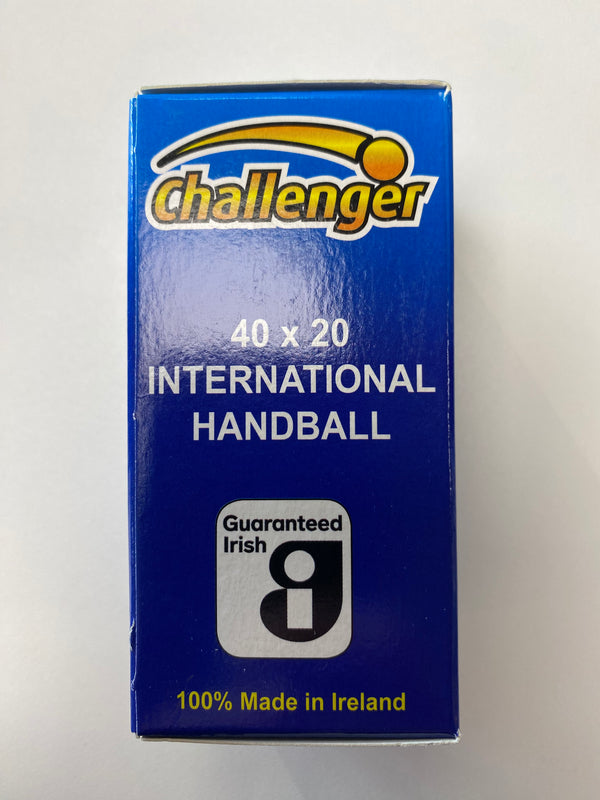 Challenger
40 x 20
INTERNATIONAL
HANDBALL
Guaranteed
Irish
100% Made in Ireland